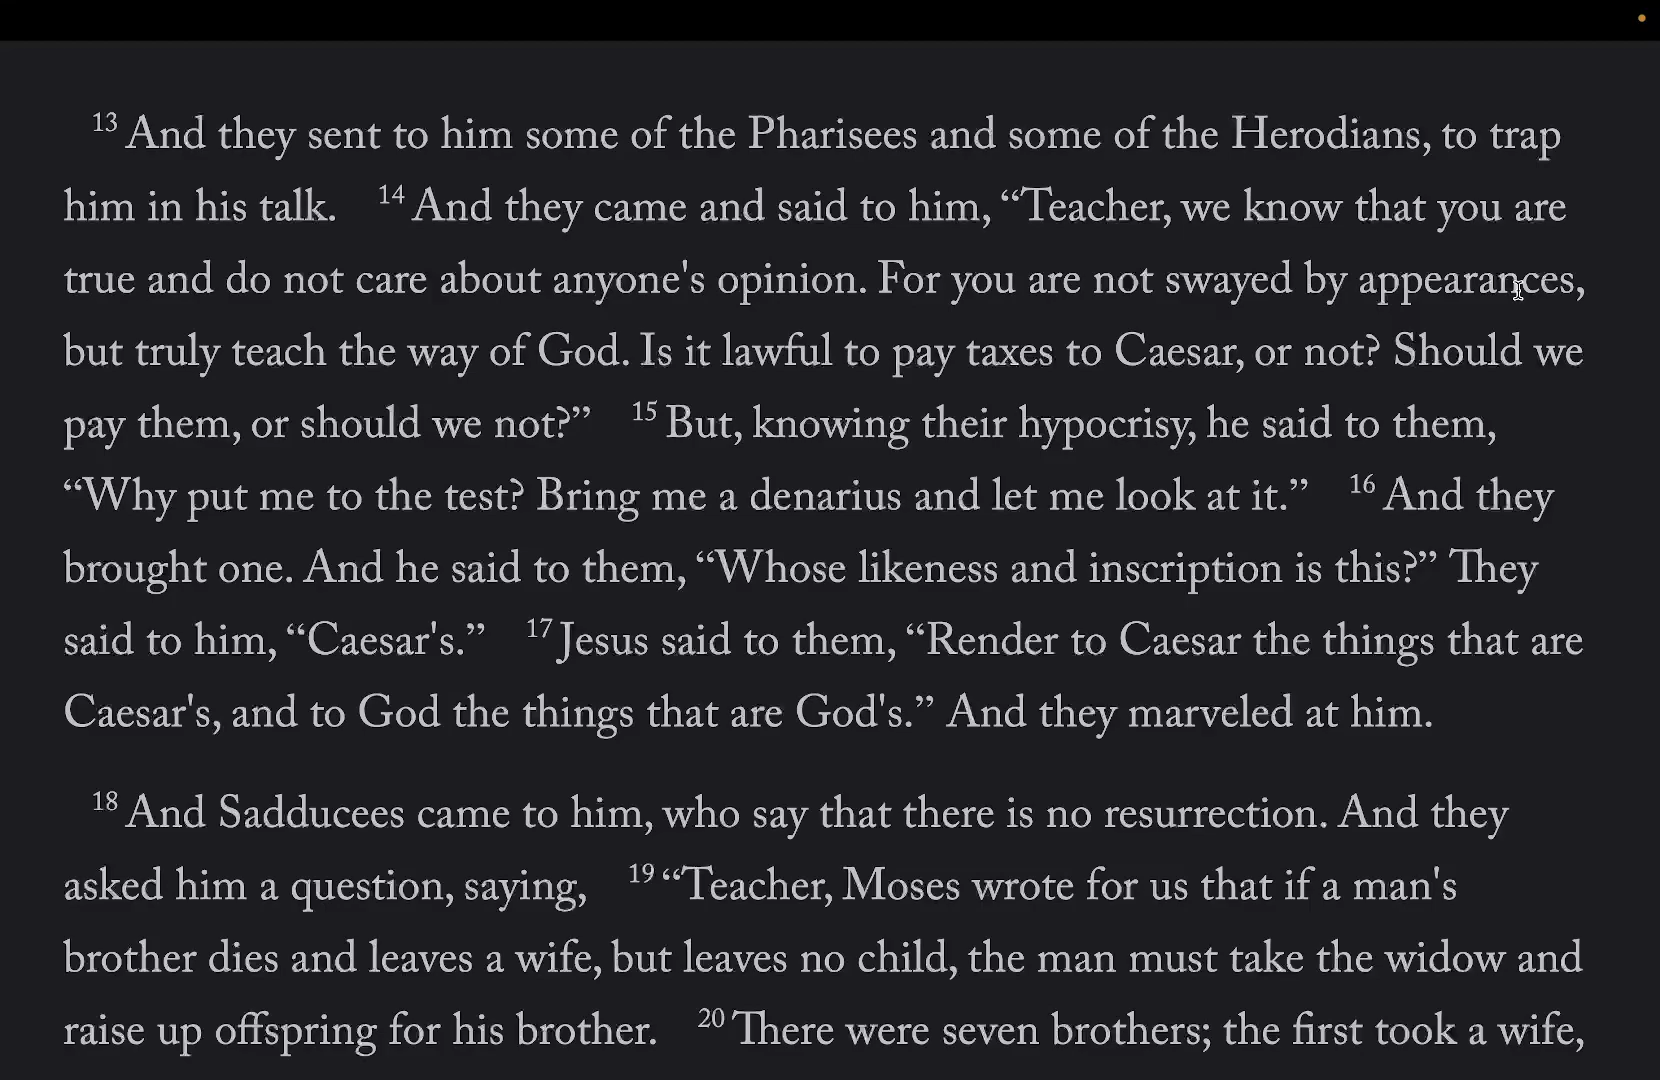 13 And they sent to him some of the Pharisees and some of the Herodians, to trap
him in his talk. 14 And they came and said to him, “Teacher, we know that you are
true and do not care about anyone's opinion. For you are not swayed by appearances,
but truly teach the way of God. Is it lawful to pay taxes to Caesar, or not? Should we
pay them, or should we not?” 15 But, knowing their hypocrisy, he said to them,
“Why put me to the test? Bring me a denarius and let me look at it.” 16 And they
brought one. And he said to them, “Whose likeness and inscription is this?” They
said to him, “Caesar's.” 17 Jesus said to them, “Render to Caesar the things that are
Caesar's, and to God the things that are God's.” And they marveled at him.
18 And Sadducees came to him, who say that there is no resurrection. And they
asked him a question, saying, 19 “Teacher, Moses wrote for us that if a man's
brother dies and leaves a wife, but leaves no child, the man must take the widow and
raise up offspring for his brother. 20 There were seven brothers; the first took a wife,